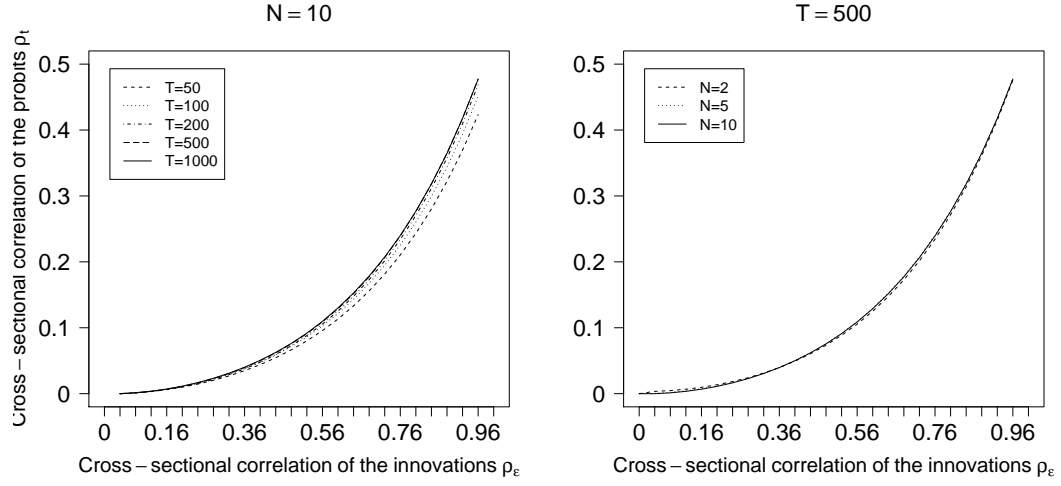 N = 10
Cross – sectional correlation of the probits ρt
0.5
0.4
0.3
0.2
0.1
0
T=50
T=100
T=200
T=500
T=1000
0 0.16 0.36 0.56 0.76 0.96
Cross – sectional correlation of the innovations ρε
T = 500
0.5
0.4
0.3
0.2
0.1
0
N=2
N=5
N=10
0 0.16 0.36 0.56 0.76 0.96
Cross – sectional correlation of the innovations ρε